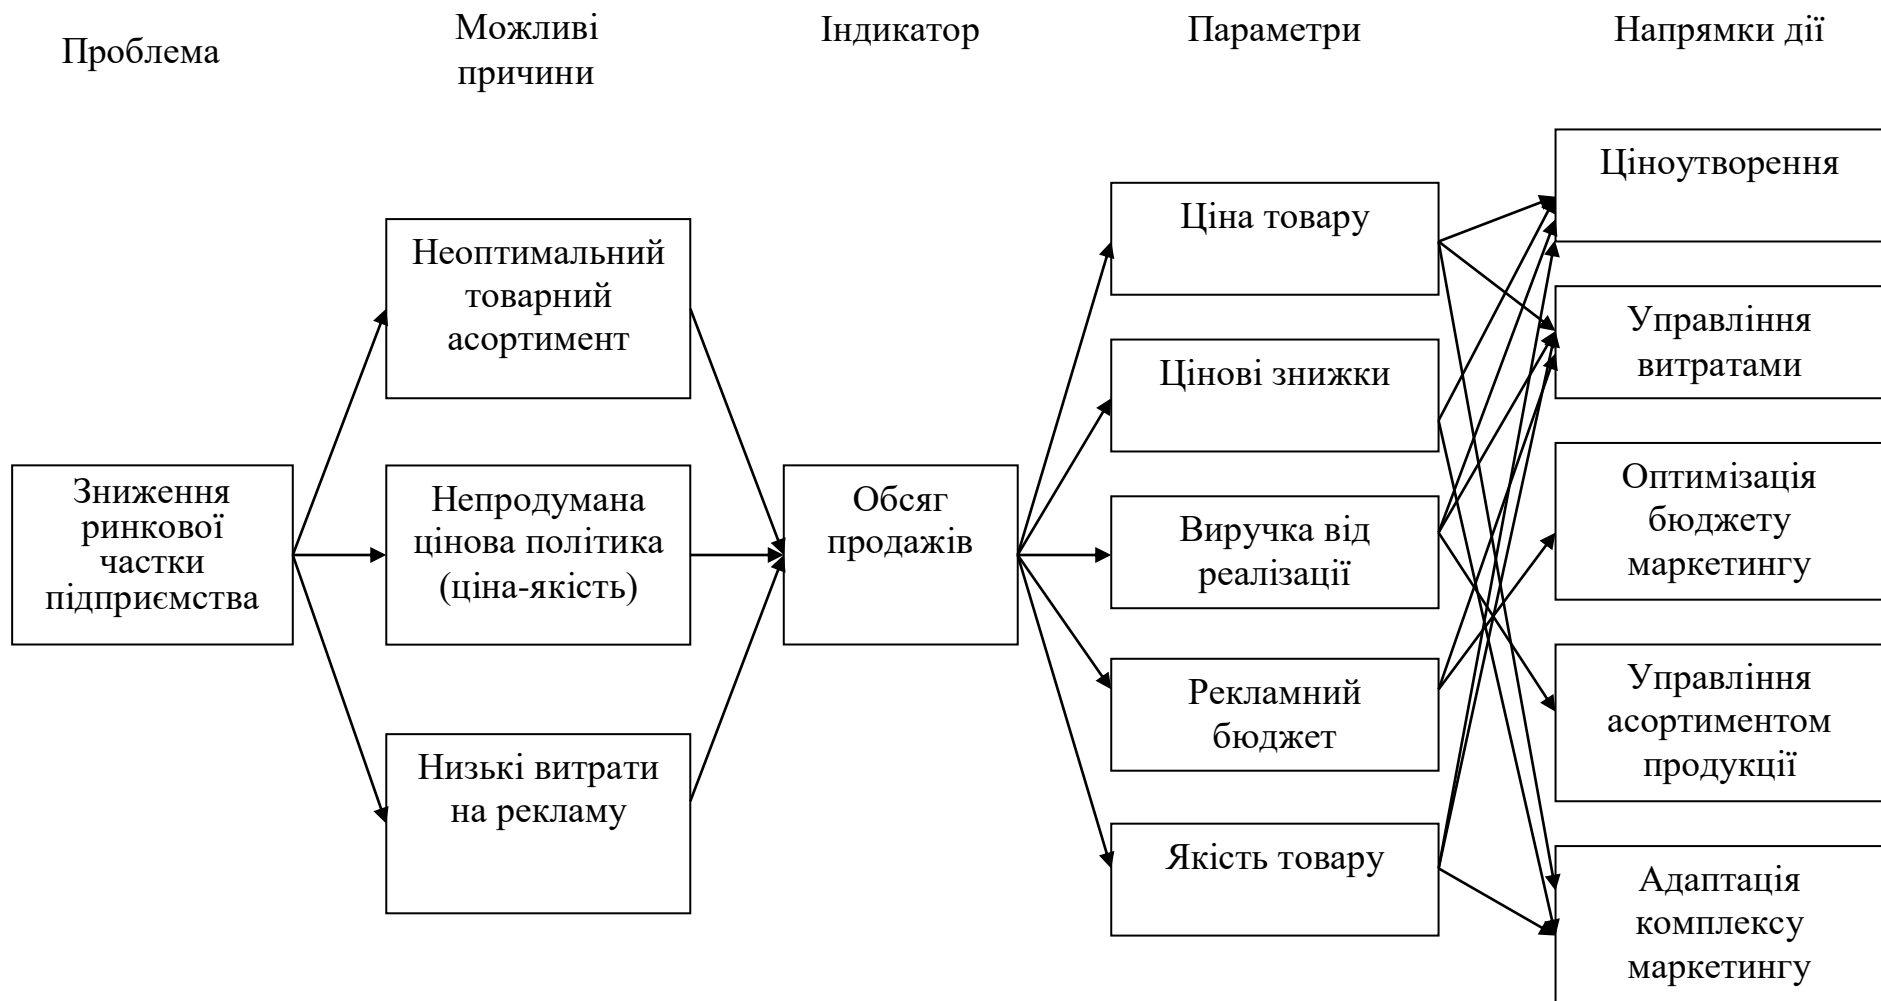 Проблема
Можливі
причини
Індикатор
Параметри
Напрямки дії
Зниження
ринкової
частки
підприємства
Неоптимальний
товарний
асортимент
Непродумана
цінова політика
(ціна-якість)
Низькі витрати
на рекламу
Обсяг
продажів
Ціна товару
Цінові знижки
Виручка від
реалізації
Рекламний
бюджет
Якість товару
Ціноутворення
Управління
витратами
Оптимізація
бюджету
маркетингу
Управління
асортиментом
продукції
Адаптація
комплексу
маркетингу